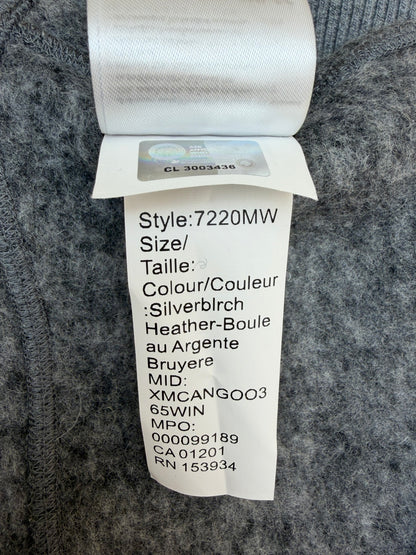 CL 3003436
Style:7220MW
Size/
Taille:
Colour/Couleur
:Silverblrch
Heather-Boule
au Argente
Bruyere
MID:
XMCANGOO3
65WIN
MPO:
000099189
CA 01201
RN 153934